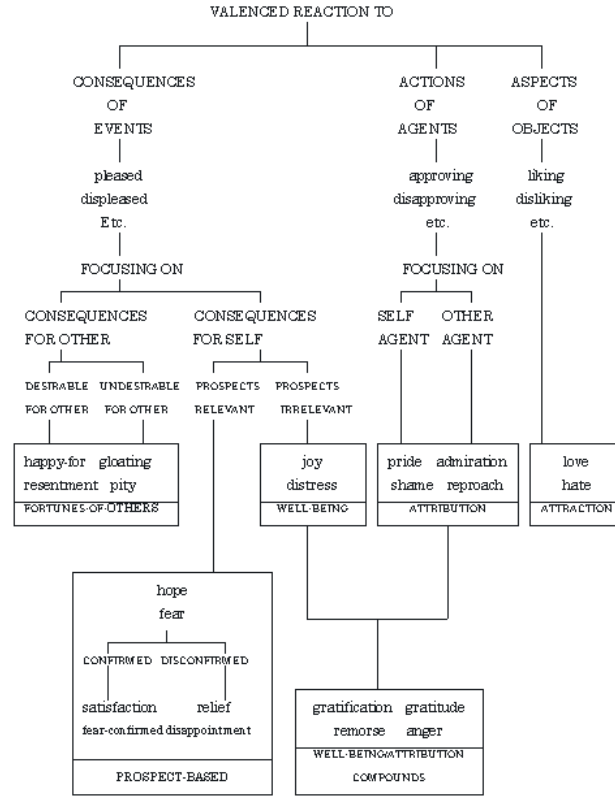 VALENCED REACTION TO
CONSEQUENCES
OF
EVENTS
ACTIONS
OF
AGENTS
ASPECTS
OF
OBJECTS
pleased
displeased
Etc.
approving
disapproving
etc.
liking
disliking
etc.
FOCUSING ON
FOCUSING ON
CONSEQUENCES
FOR OTHER
CONSEQUENCES
FOR SELF
SELF
AGENT
OTHER
AGENT
DESIRABLE
FOR OTHER
UNDESIRABLE
FOR OTHER
PROSPECTS
RELEVANT
PROSPECTS
IRRELEVANT
happy-for gloating
resentment pity
FORTUNES-OF-OTHERS
joy
distress
WELL-BEING
pride admiration
shame reproach
ATTRIBUTION
love
hate
ATTRACTION
hope
fear
CONFIRMED DISCONFIRMED
satisfaction relief
fear-confirmed disappointment
PROSPECT-BASED
gratification gratitude
remorse anger
WELL-BEING/ATTRIBUTION
COMPOUNDS